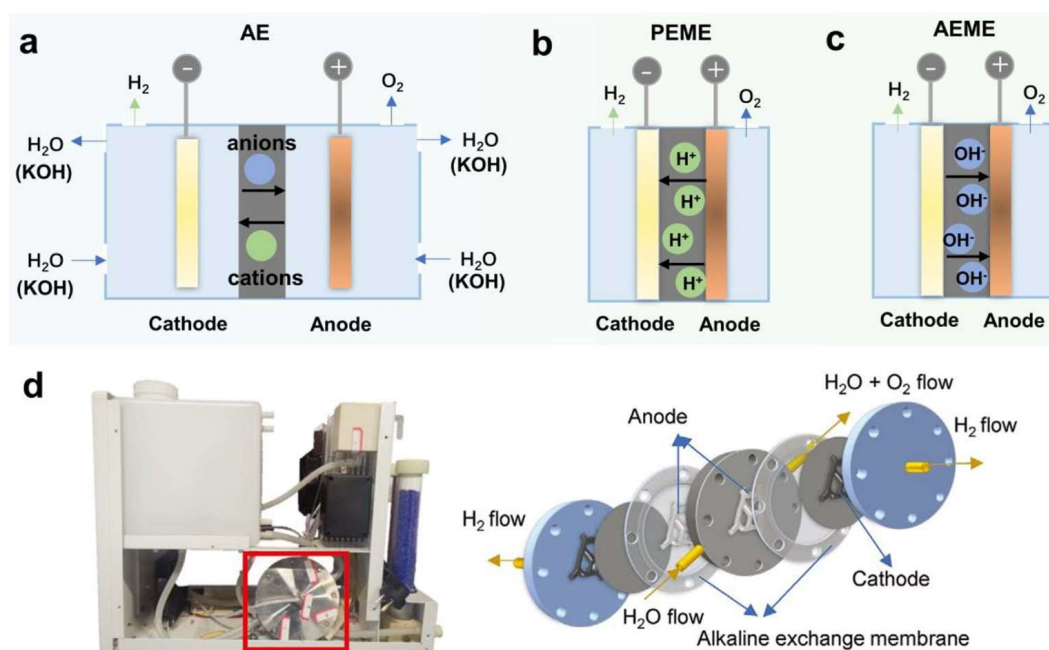 a
AE
−
+
H₂
O₂
H₂O
(KOH)
H₂O
(KOH)
anions
cations
H₂O
(KOH)
H₂O
(KOH)
Cathode
Anode
b
PEME
−
+
H₂
O₂
H⁺
H⁺
H⁺
H⁺
Cathode
Anode
c
AEME
−
+
H₂
O₂
OH⁻
OH⁻
OH⁻
OH⁻
Cathode
Anode
d
H₂O + O₂ flow
Anode
H₂ flow
H₂ flow
Cathode
H₂O flow
Alkaline exchange membrane